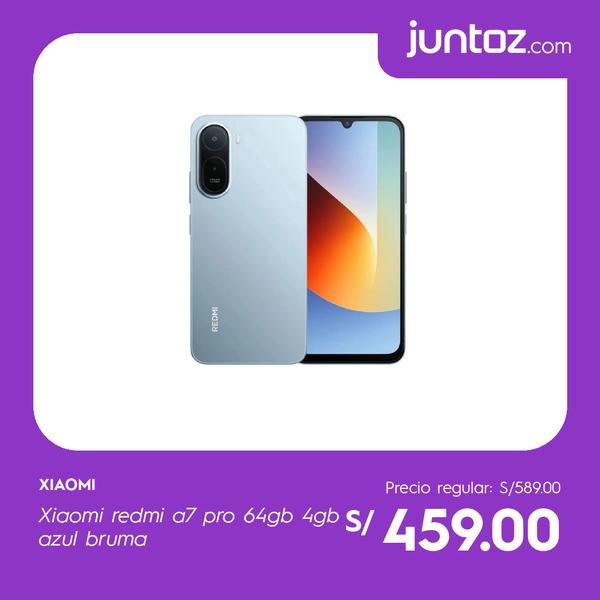 juntoz.com
REDMI
XIAOMI
Precio regular: S/589.00
Xiaomi redmi a7 pro 64gb 4gb
azul bruma
S/ 459.00